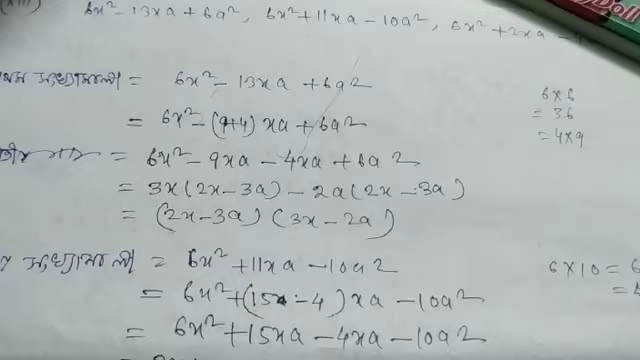 (xiii) 6x² - 13xa + 6a², 6x² + 11xa - 10a², 6x² + 2xa -
= 6x² - 13xa + 6a²
= 6x² - (9+4) xa + 6a²
= 6x² - 9xa - 4xa + 6a²
= 3x(2x-3a) - 2a(2x-3a)
= (2x-3a) (3x-2a)
6×6
= 36
= 4×9
= 6x² + 11xa - 10a²
= 6x² + (15-4) xa - 10a²
= 6x² + 15xa - 4xa - 10a²
6×10 = 6
=